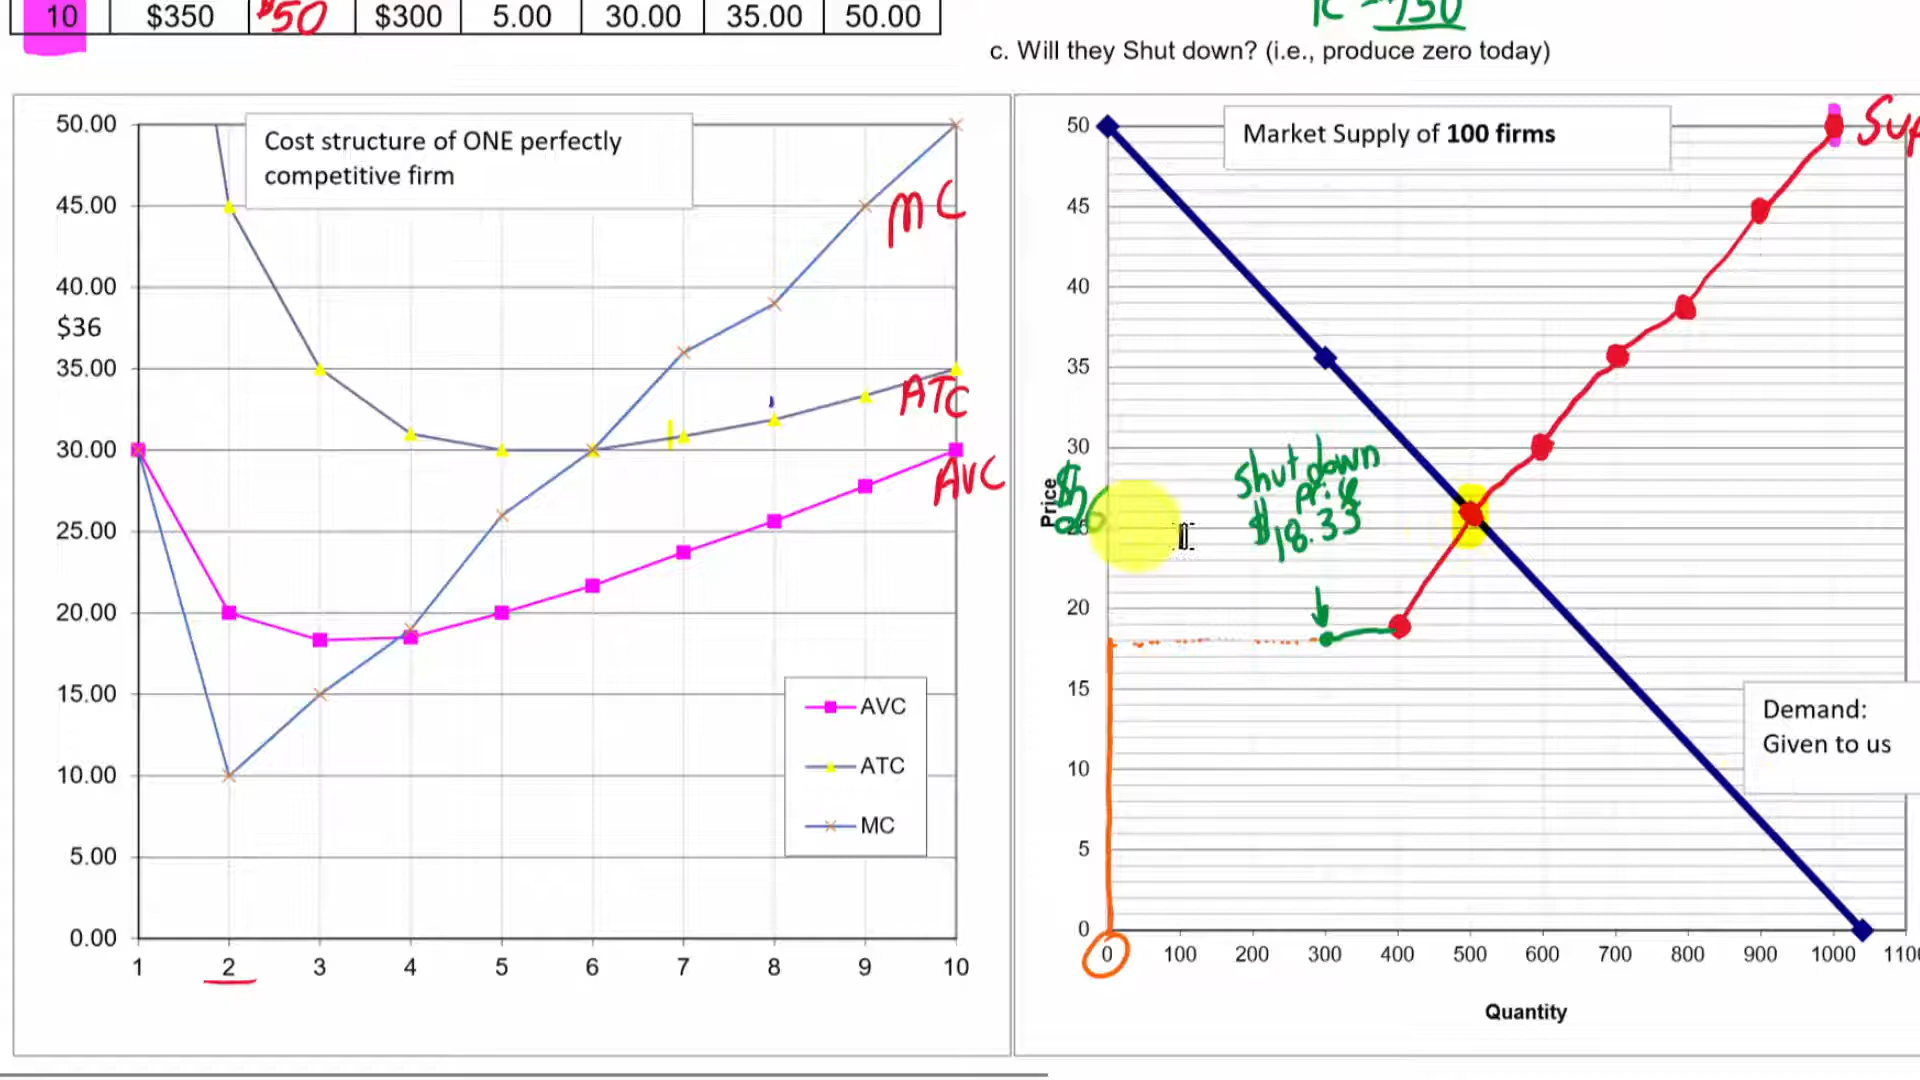 10 $350 $50 $300 5.00 30.00 35.00 50.00
TC = 750
c. Will they Shut down? (i.e., produce zero today)
Cost structure of ONE perfectly
competitive firm
50.00
45.00
40.00
$36
35.00
30.00
25.00
20.00
15.00
10.00
5.00
0.00
1 2 3 4 5 6 7 8 9 10
MC
ATC
AVC
AVC
ATC
MC
Market Supply of 100 firms
50
45
40
35
30
25
20
15
10
5
0
Price
shut down
price
$18.33
Demand:
Given to us
0 100 200 300 400 500 600 700 800 900 1000
Quantity